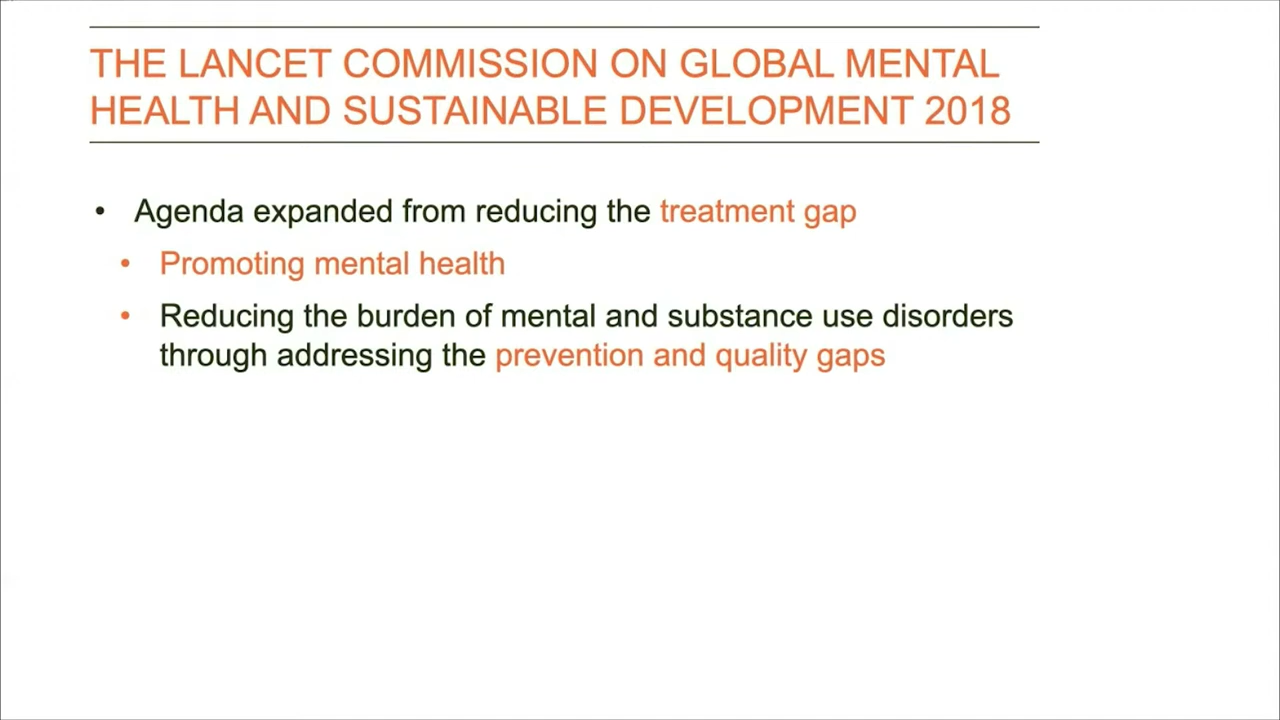 THE LANCET COMMISSION ON GLOBAL MENTAL
HEALTH AND SUSTAINABLE DEVELOPMENT 2018
• Agenda expanded from reducing the treatment gap
• Promoting mental health
• Reducing the burden of mental and substance use disorders
through addressing the prevention and quality gaps